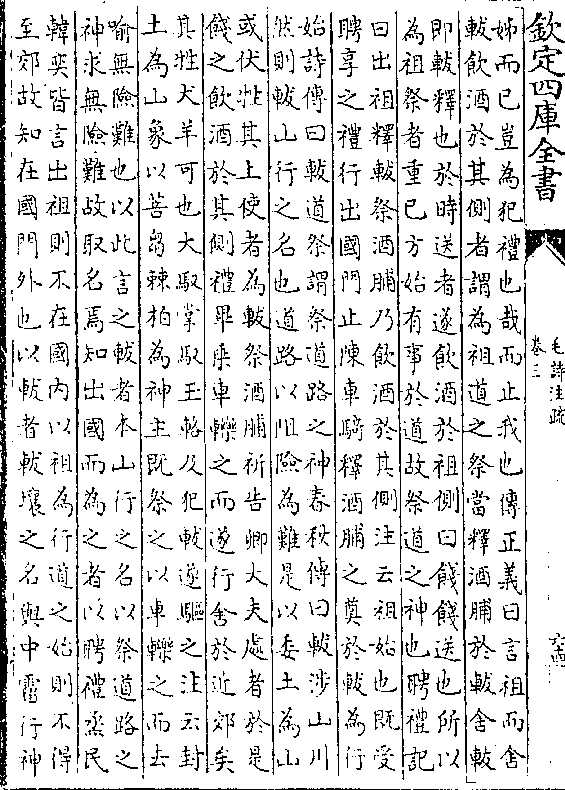 欽定四庫全書
毛詩注疏
卷三
六十四
姊而已豈為犯禮也哉而止我也傳正義曰言祖而舍
軷飲酒於其側者謂為祖道之祭當釋酒脯於軷舍軷
即軷釋也於時送者遂飲酒於祖側曰餞餞送也所以
為祖祭者重已方始有事於道故祭道之神也聘禮記
曰出祖釋軷祭酒脯乃飲酒於其側注云祖始也既受
聘享之禮行出國門止陳車騎釋酒脯之奠於軷為行
始詩傳曰軷道祭謂祭道路之神春秋傳曰軷涉山川
然則軷山行之名也道路以阻險為難是以委土為山
或伏牲其上使者為軷祭酒脯祈告卿大夫處者於是
餞之飲酒於其側禮畢乗車轢之而遂行舍於近郊矣
其牲犬羊可也大馭掌馭王輅及犯軷遂驅之注云封
土為山象以菩芻棘柏為神主既祭之以車轢之而去
喻無險難也以此言之軷者本山行之名以祭道路之
神求無險難故取名焉知出國而為之者以聘禮烝民
韓奕皆言出祖則不在國内以祖為行道之始則不得
至郊故知在國門外也以軷者軷壤之名與中霤行神